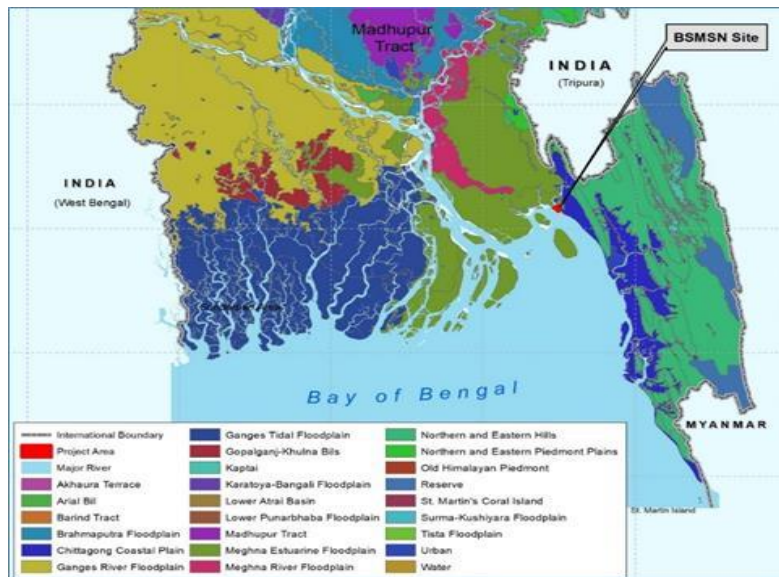 Madhupur
Tract
BSMSN Site
INDIA
(Tripura)
INDIA
(West Bengal)
Bay of Bengal
MYANMAR
St. Martin Island
International Boundary
Project Area
Major River
Akhaura Terrace
Arial Bil
Barind Tract
Brahmaputra Floodplain
Chittagong Coastal Plain
Ganges River Floodplain
Ganges Tidal Floodplain
Gopalganj-Khulna Bils
Kaptai
Karatoya-Bangali Floodplain
Lower Atrai Basin
Lower Punarbhaba Floodplain
Madhupur Tract
Meghna Estuarine Floodplain
Meghna River Floodplain
Northern and Eastern Hills
Northern and Eastern Piedmont Plains
Old Himalayan Piedmont
Reserve
St. Martin's Coral Island
Surma-Kushiyara Floodplain
Tista Floodplain
Urban
Water